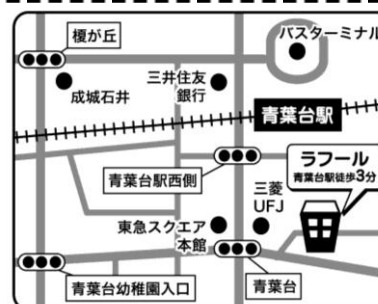 榎が丘
バスターミナル
成城石井
三井住友
銀行
青葉台駅
ラフール
青葉台駅徒歩3分
青葉台駅西側
三菱
UFJ
東急スクエア
本館
青葉台幼稚園入口
青葉台